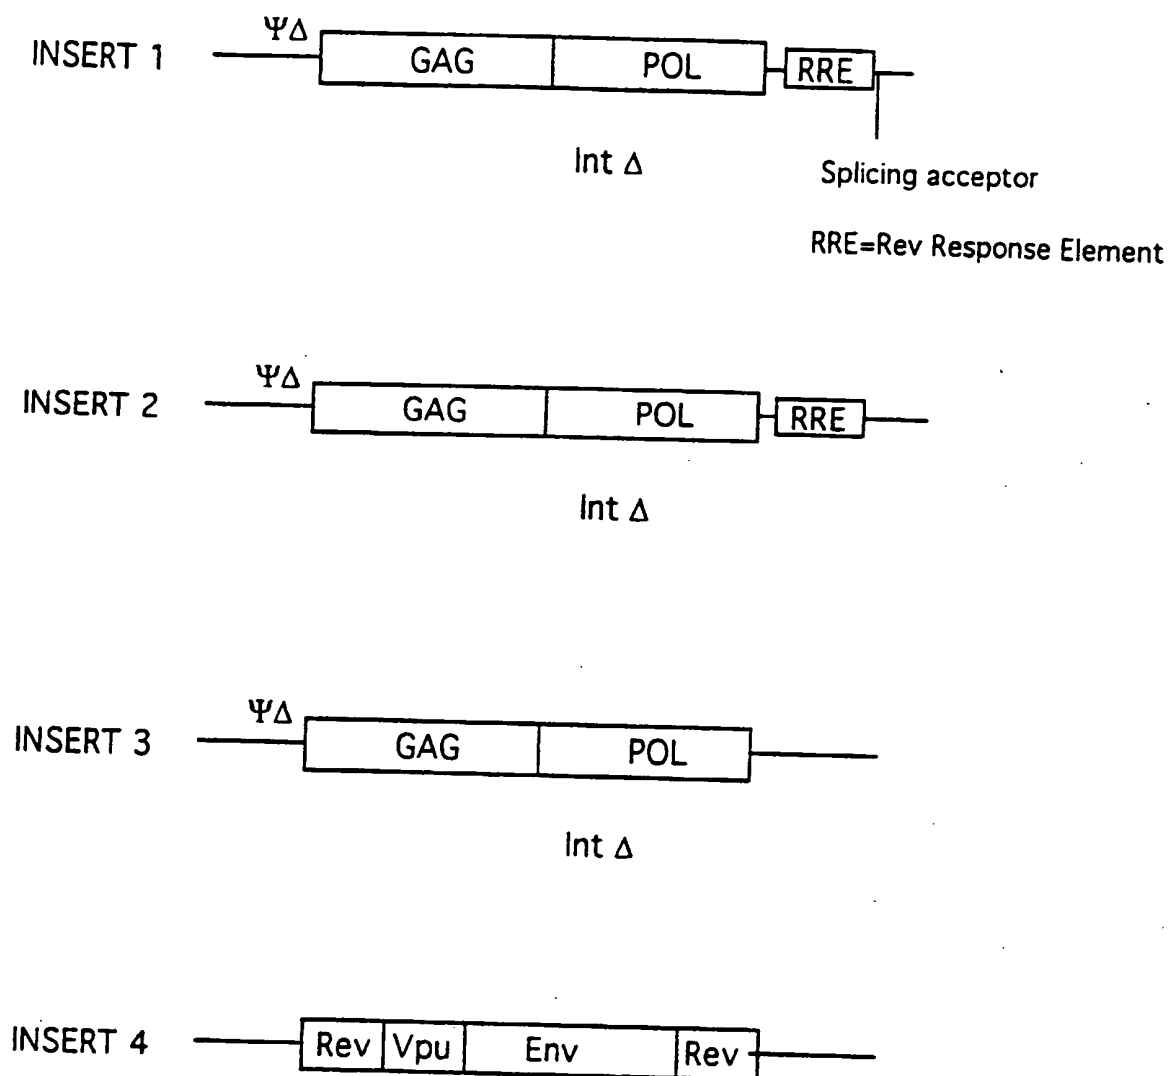 ΨΔ
INSERT 1 GAG POL RRE
Int Δ
Splicing acceptor
RRE=Rev Response Element
ΨΔ
INSERT 2 GAG POL RRE
Int Δ
ΨΔ
INSERT 3 GAG POL
Int Δ
INSERT 4 Rev Vpu Env Rev